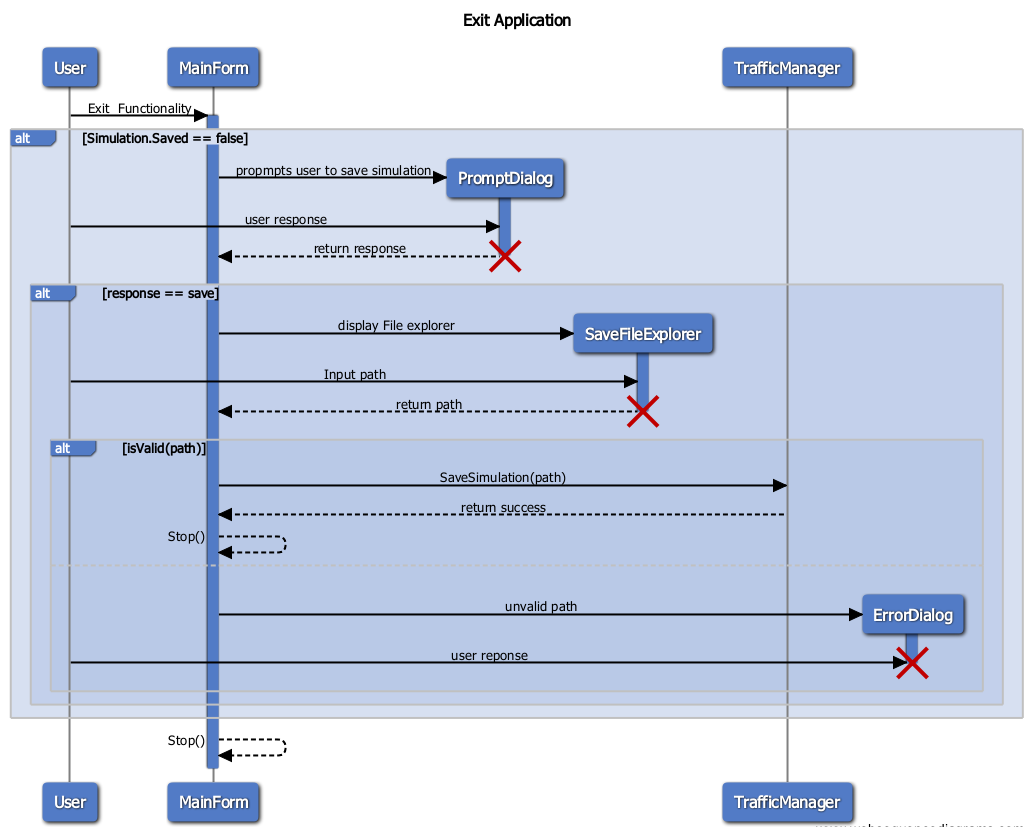 Exit Application
User
MainForm
TrafficManager
Exit  Functionality
alt
[Simulation.Saved == false]
propmpts user to save simulation
PromptDialog
user response
return response
alt
[response == save]
display File explorer
SaveFileExplorer
Input path
return path
alt
[isValid(path)]
SaveSimulation(path)
return success
Stop()
unvalid path
ErrorDialog
user reponse
Stop()
User
MainForm
TrafficManager